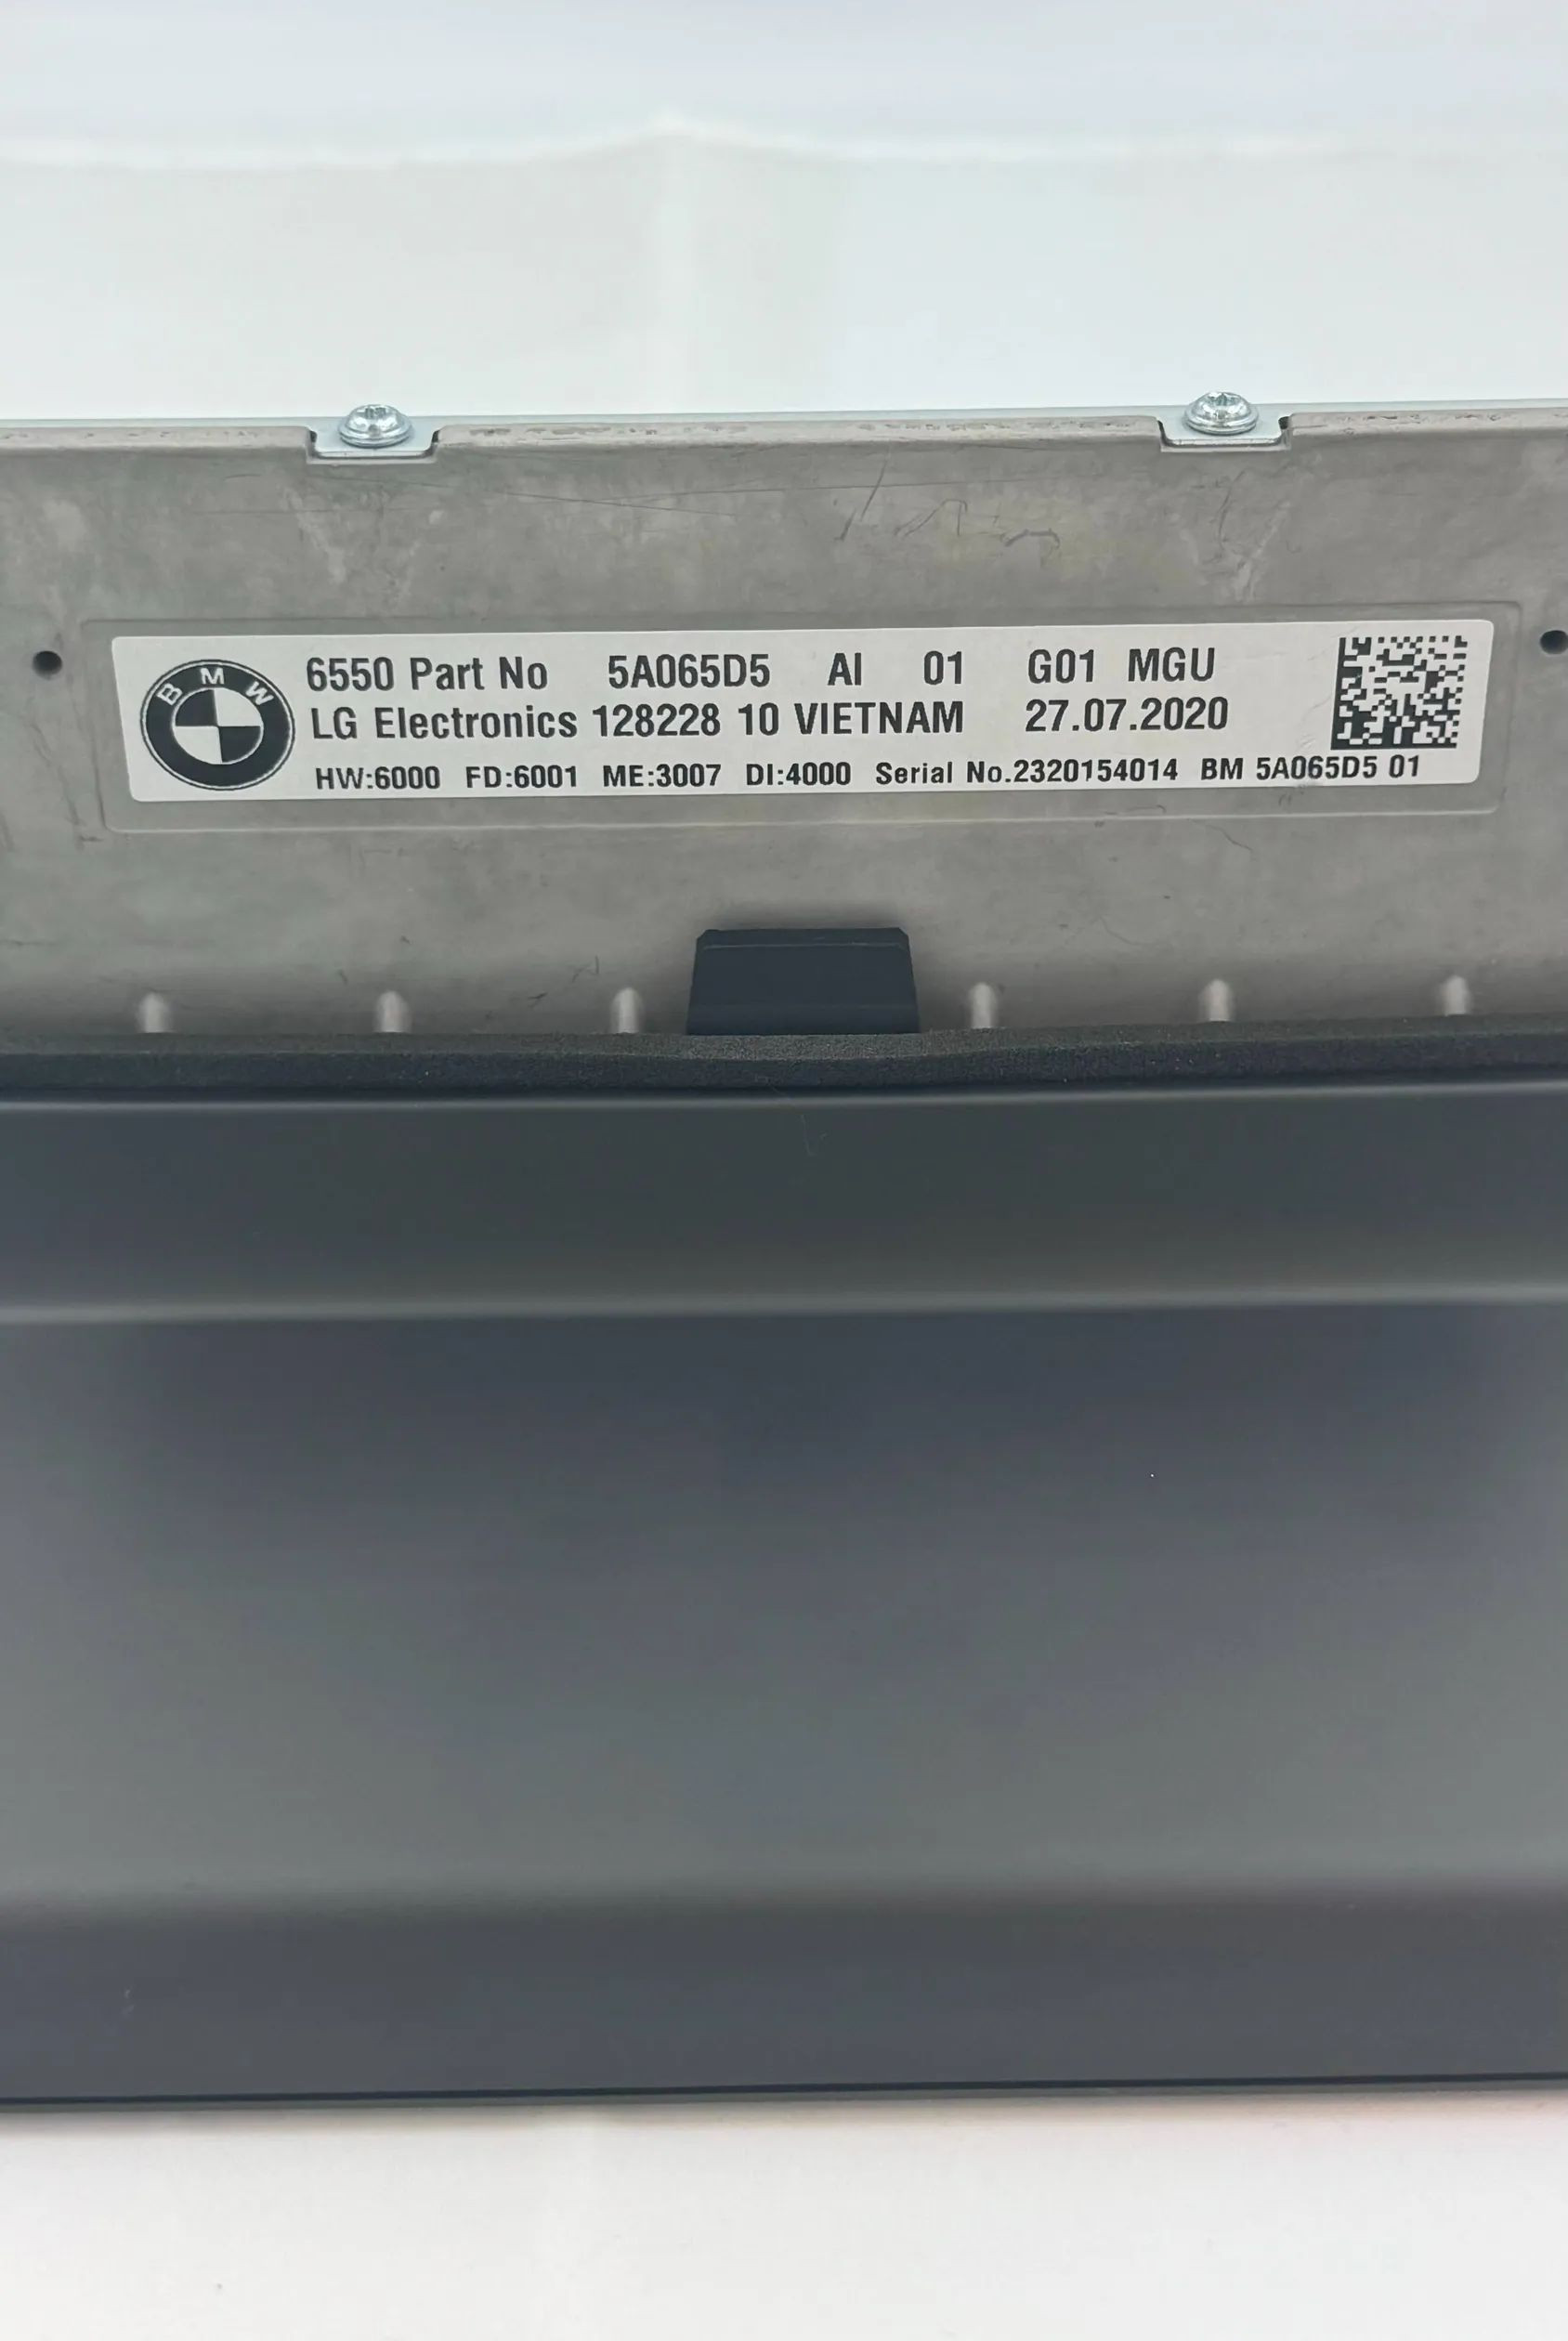 BMW
6550 Part No 5A065D5 AI 01 G01 MGU
LG Electronics 128228 10 VIETNAM 27.07.2020
HW:6000 FD:6001 ME:3007 DI:4000 Serial No.2320154014 BM 5A065D5 01